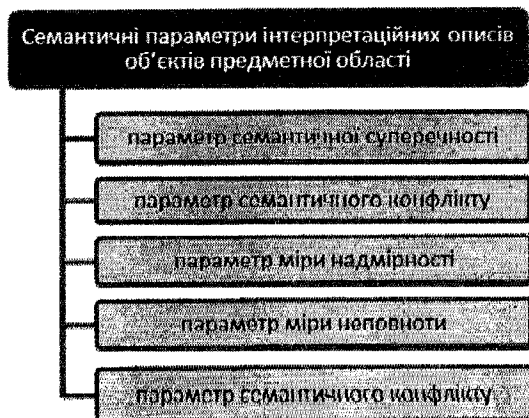 Семантичні параметри інтерпретаційних описів
об'єктів предметної області
параметр семантичної суперечності
параметр семантичного конфлікту
параметр міри надмірності
параметр міри неповноти
параметр семантичного конфлікту